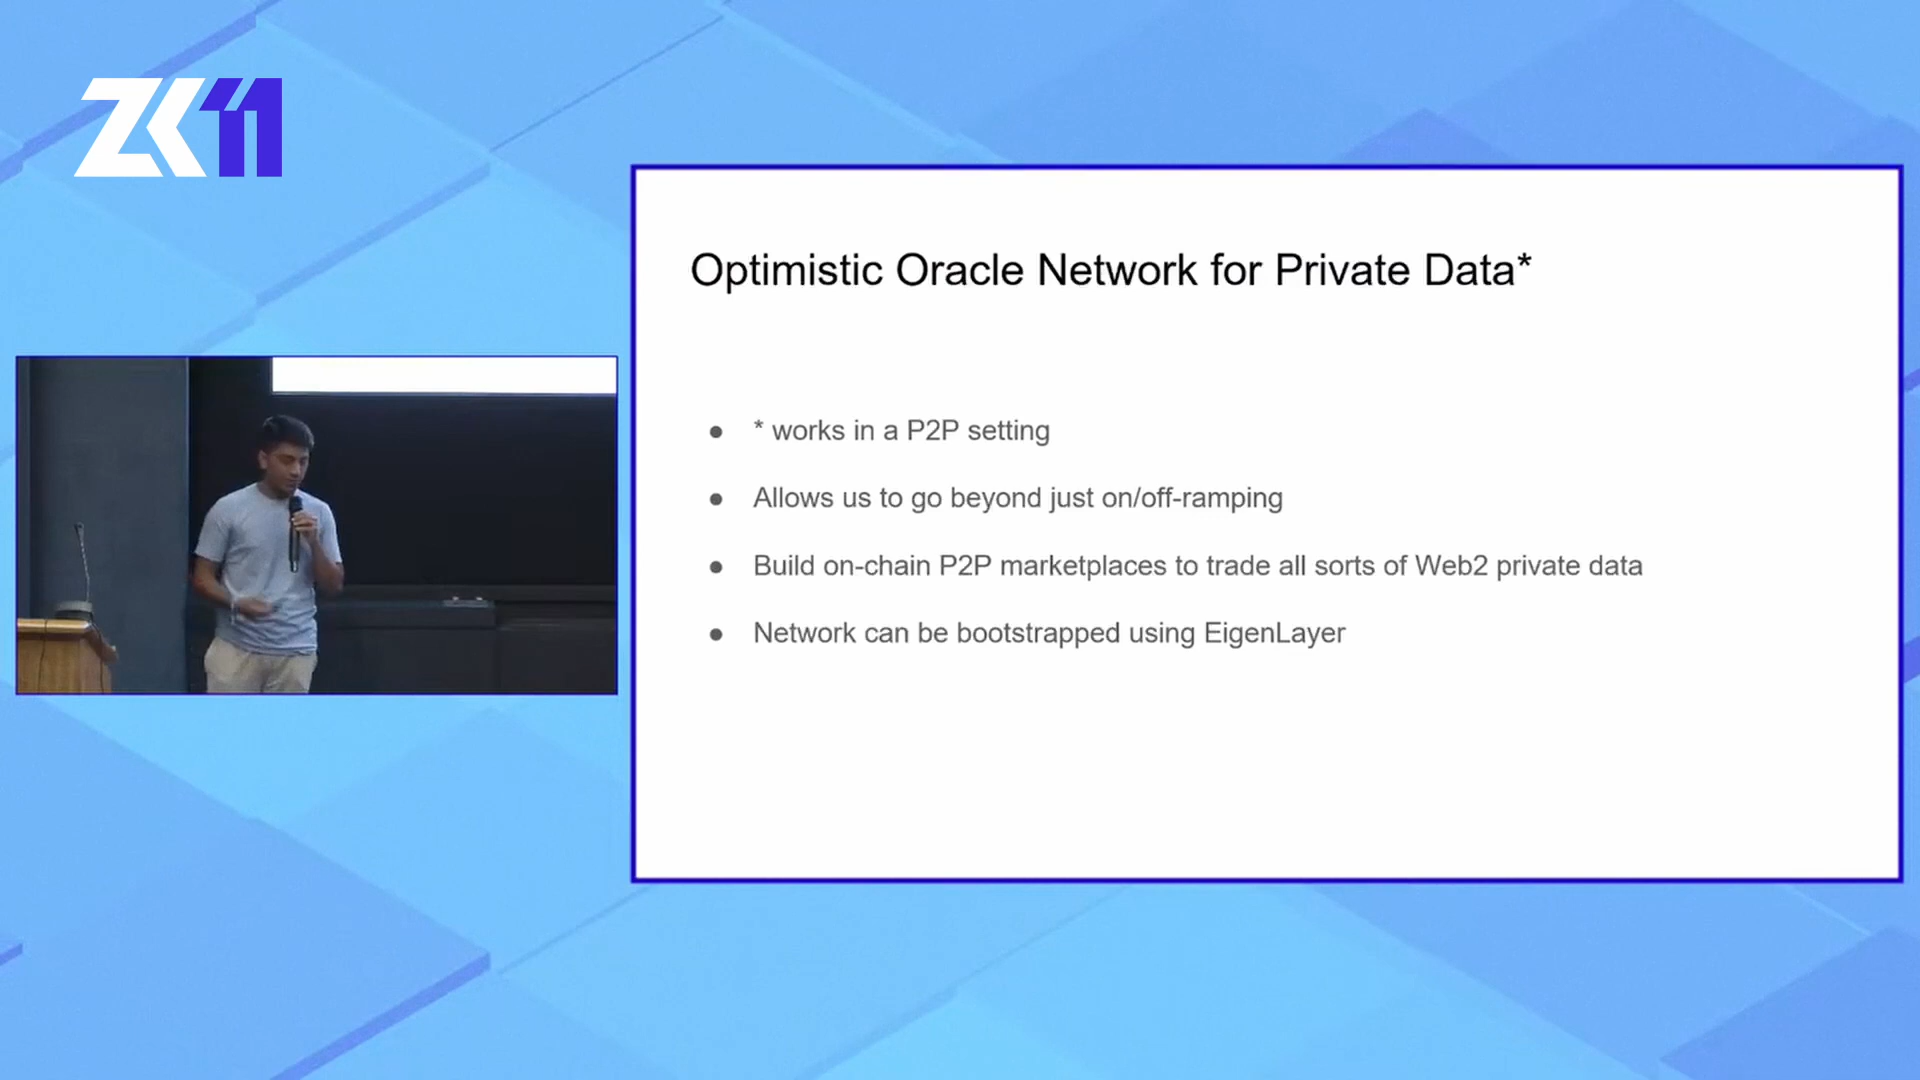 ZK11
Optimistic Oracle Network for Private Data*
● * works in a P2P setting
● Allows us to go beyond just on/off-ramping
● Build on-chain P2P marketplaces to trade all sorts of Web2 private data
● Network can be bootstrapped using EigenLayer